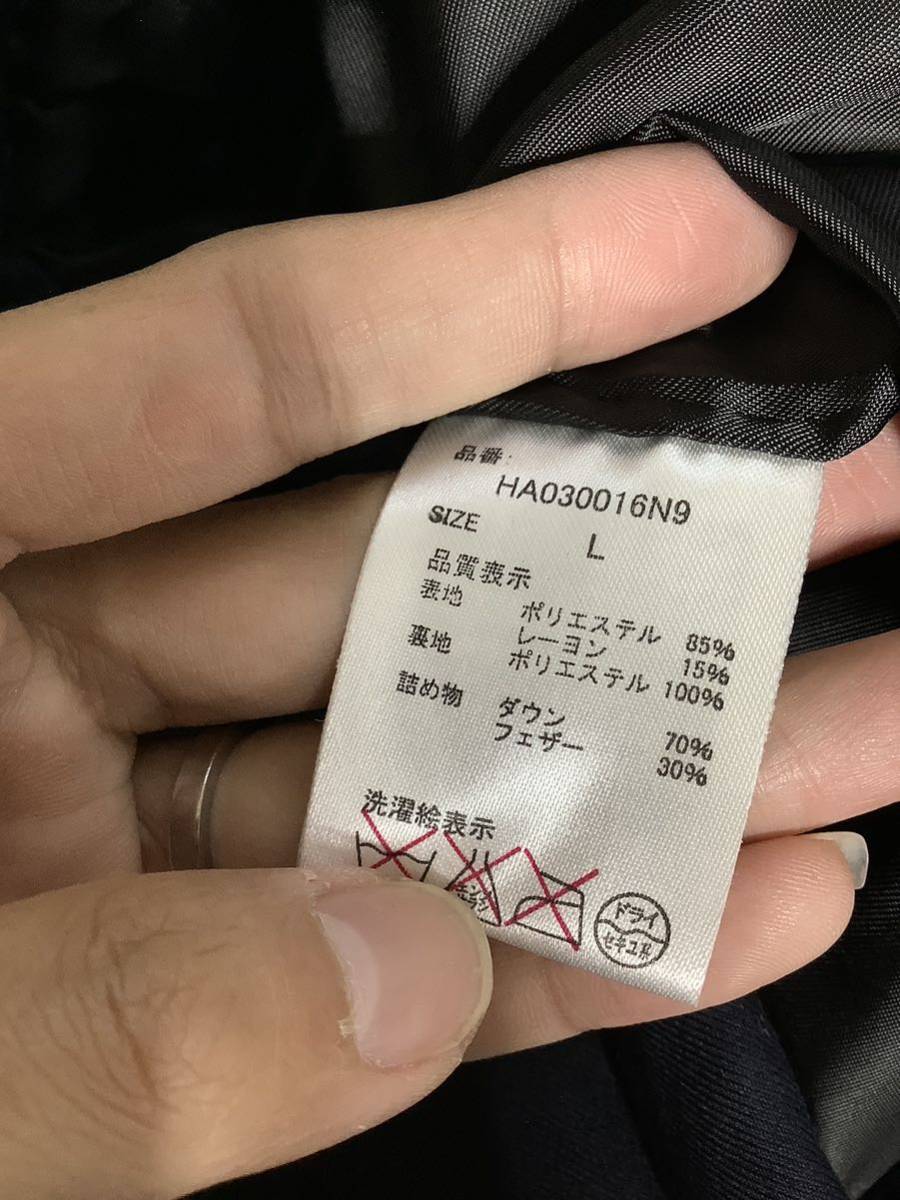 品番:
HA030016N9
SIZE
L
品質表示
表地 ポリエステル 85%
レーヨン 15%
裏地 ポリエステル 100%
詰め物 ダウン 70%
フェザー 30%
洗濯絵表示
ドライ
セキユ系